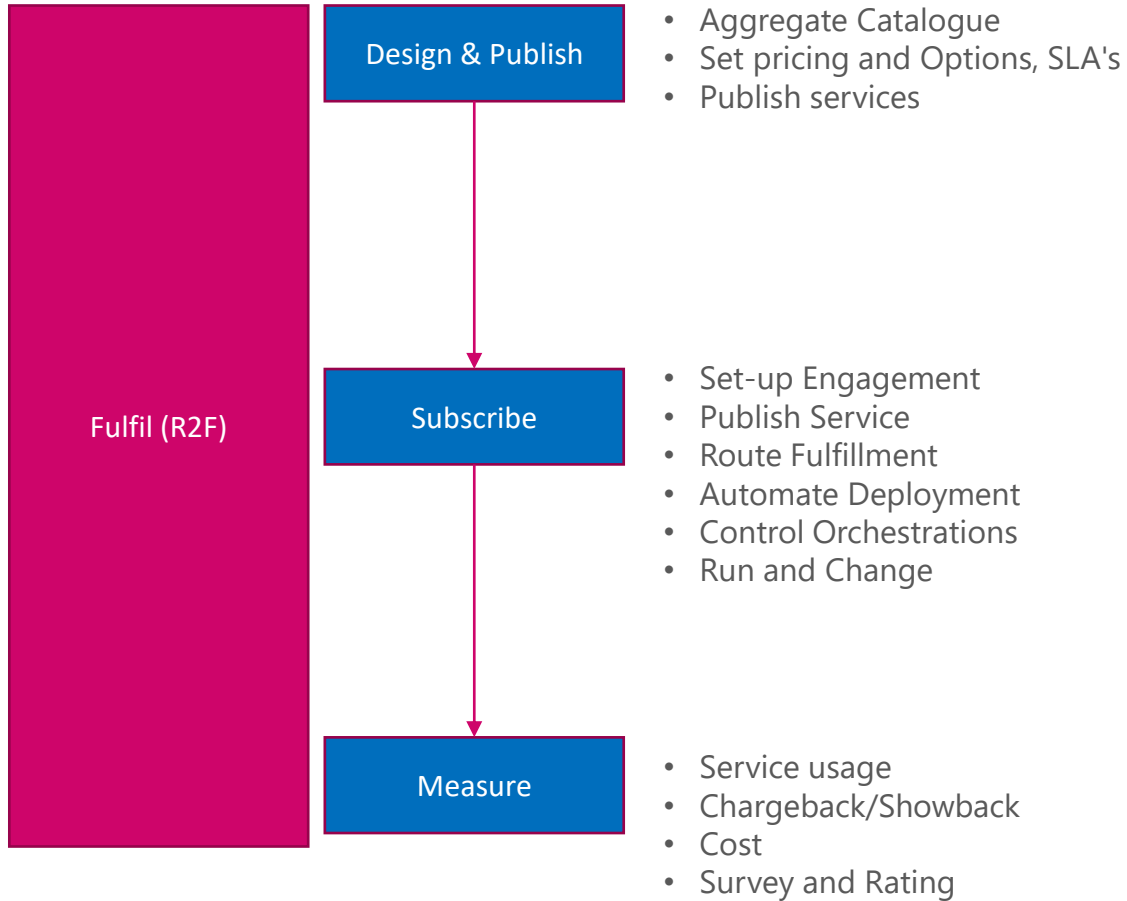 Design & Publish
• Aggregate Catalogue
• Set pricing and Options, SLA's
• Publish services
Fulfil (R2F)
Subscribe
• Set-up Engagement
• Publish Service
• Route Fulfillment
• Automate Deployment
• Control Orchestrations
• Run and Change
Measure
• Service usage
• Chargeback/Showback
• Cost
• Survey and Rating